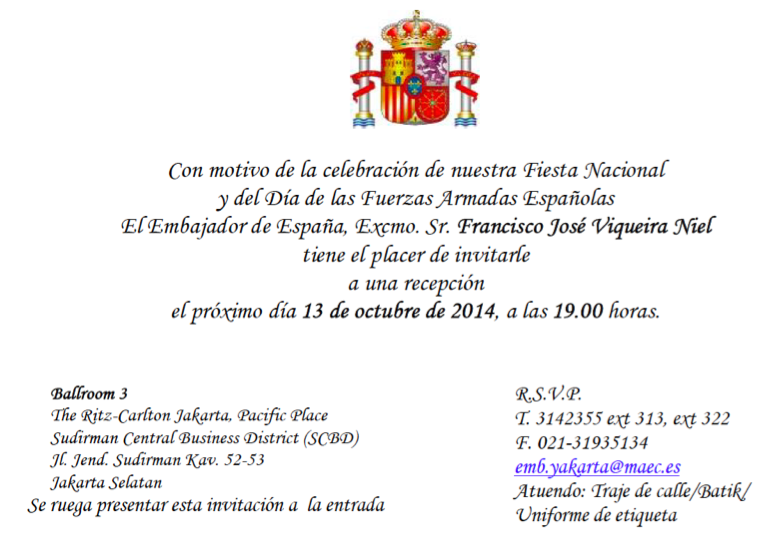 Con motivo de la celebración de nuestra Fiesta Nacional
y del Día de las Fuerzas Armadas Españolas
El Embajador de España, Excmo. Sr. Francisco José Viqueira Niel
tiene el placer de invitarle
a una recepción
el próximo día 13 de octubre de 2014, a las 19.00 horas.
Ballroom 3
The Ritz-Carlton Jakarta, Pacific Place
Sudirman Central Business District (SCBD)
Jl. Jend. Sudirman Kav. 52-53
Jakarta Selatan
Se ruega presentar esta invitación a la entrada
R.S.V.P.
T. 3142355 ext 313, ext 322
F. 021-31935134
emb.yakarta@maec.es
Atuendo: Traje de calle/Batik/
Uniforme de etiqueta